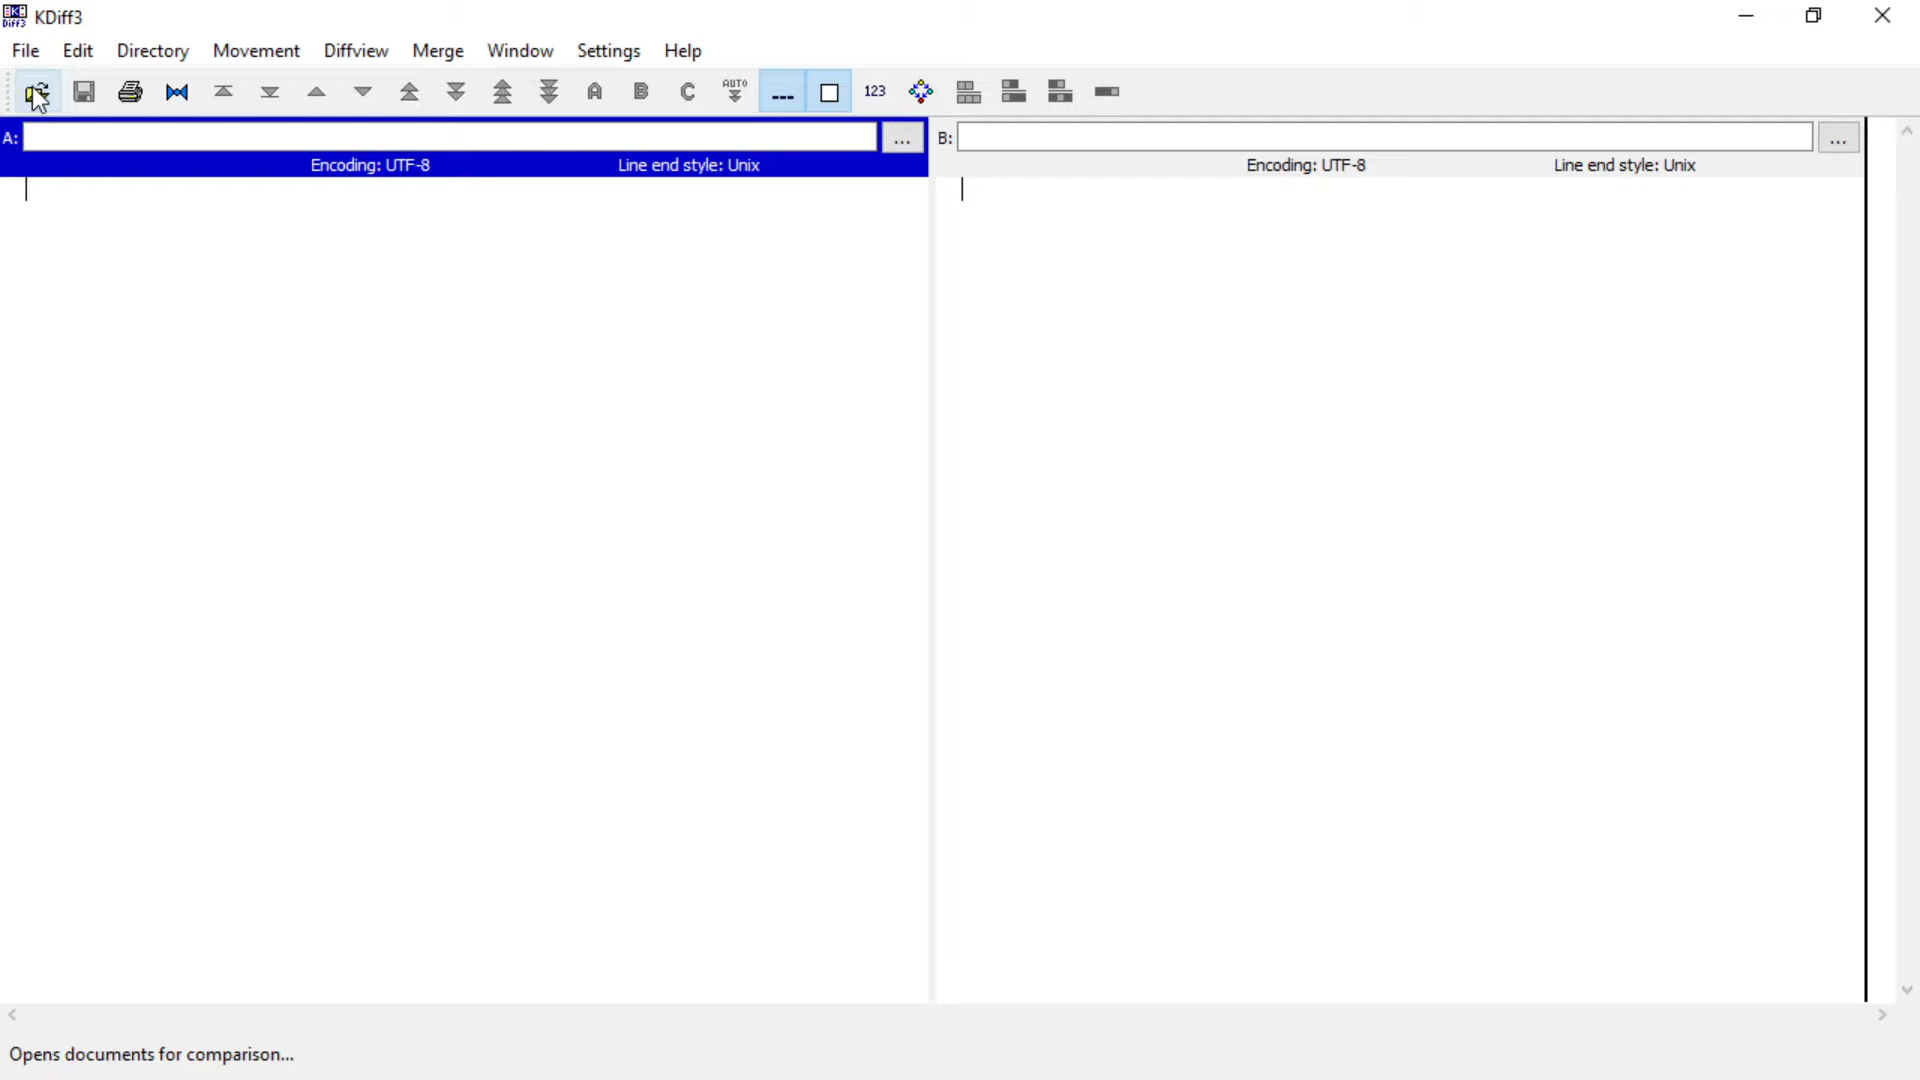 KDiff3
File Edit Directory Movement Diffview Merge Window Settings Help
A B C AUTO 123
A: ... B: ...
Encoding: UTF-8 Line end style: Unix Encoding: UTF-8 Line end style: Unix
Opens documents for comparison...